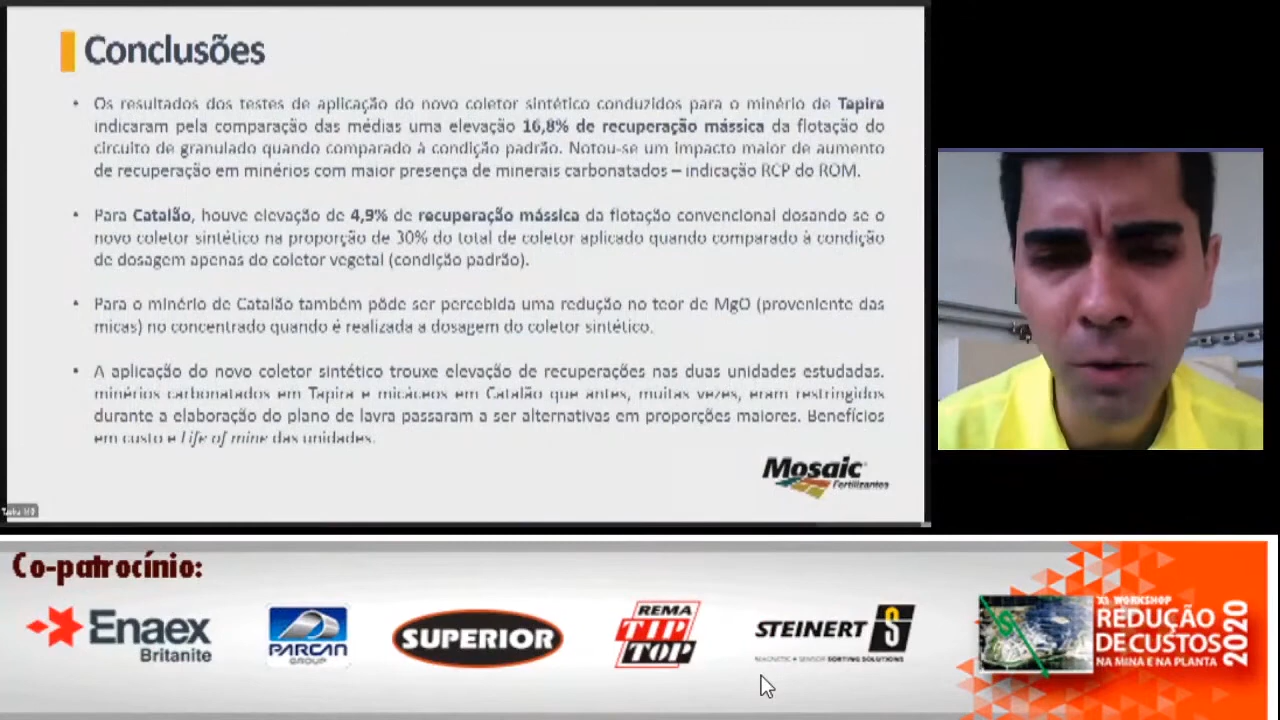 Conclusões
• Os resultados dos testes de aplicação do novo coletor sintético conduzidos para o minério de Tapira
indicaram pela comparação das médias uma elevação 16,8% de recuperação mássica da flotação do
circuito de granulado quando comparado à condição padrão. Notou-se um impacto maior de aumento
de recuperação em minérios com maior presença de minerais carbonatados – indicação RCP do ROM.
• Para Catalão, houve elevação de 4,9% de recuperação mássica da flotação convencional dosando se o
novo coletor sintético na proporção de 30% do total de coletor aplicado quando comparado à condição
de dosagem apenas do coletor vegetal (condição padrão).
• Para o minério de Catalão também pôde ser percebida uma redução no teor de MgO (proveniente das
micas) no concentrado quando é realizada a dosagem do coletor sintético.
• A aplicação do novo coletor sintético trouxe elevação de recuperações nas duas unidades estudadas.
minérios carbonatados em Tapira e micáceos em Catalão que antes, muitas vezes, eram restringidos
durante a elaboração do plano de lavra passaram a ser alternativas em proporções maiores. Benefícios
em custo e Life of mine das unidades.
Mosaic
Fertilizantes
Co-patrocínio:
Enaex
Britanite
PARCAN
GROUP
SUPERIOR
REMA
TIP
TOP
STEINERT
MAGNETIC + SENSOR SORTING SOLUTIONS
XI WORKSHOP
REDUÇÃO
DE CUSTOS
NA MINA E NA PLANTA
2020